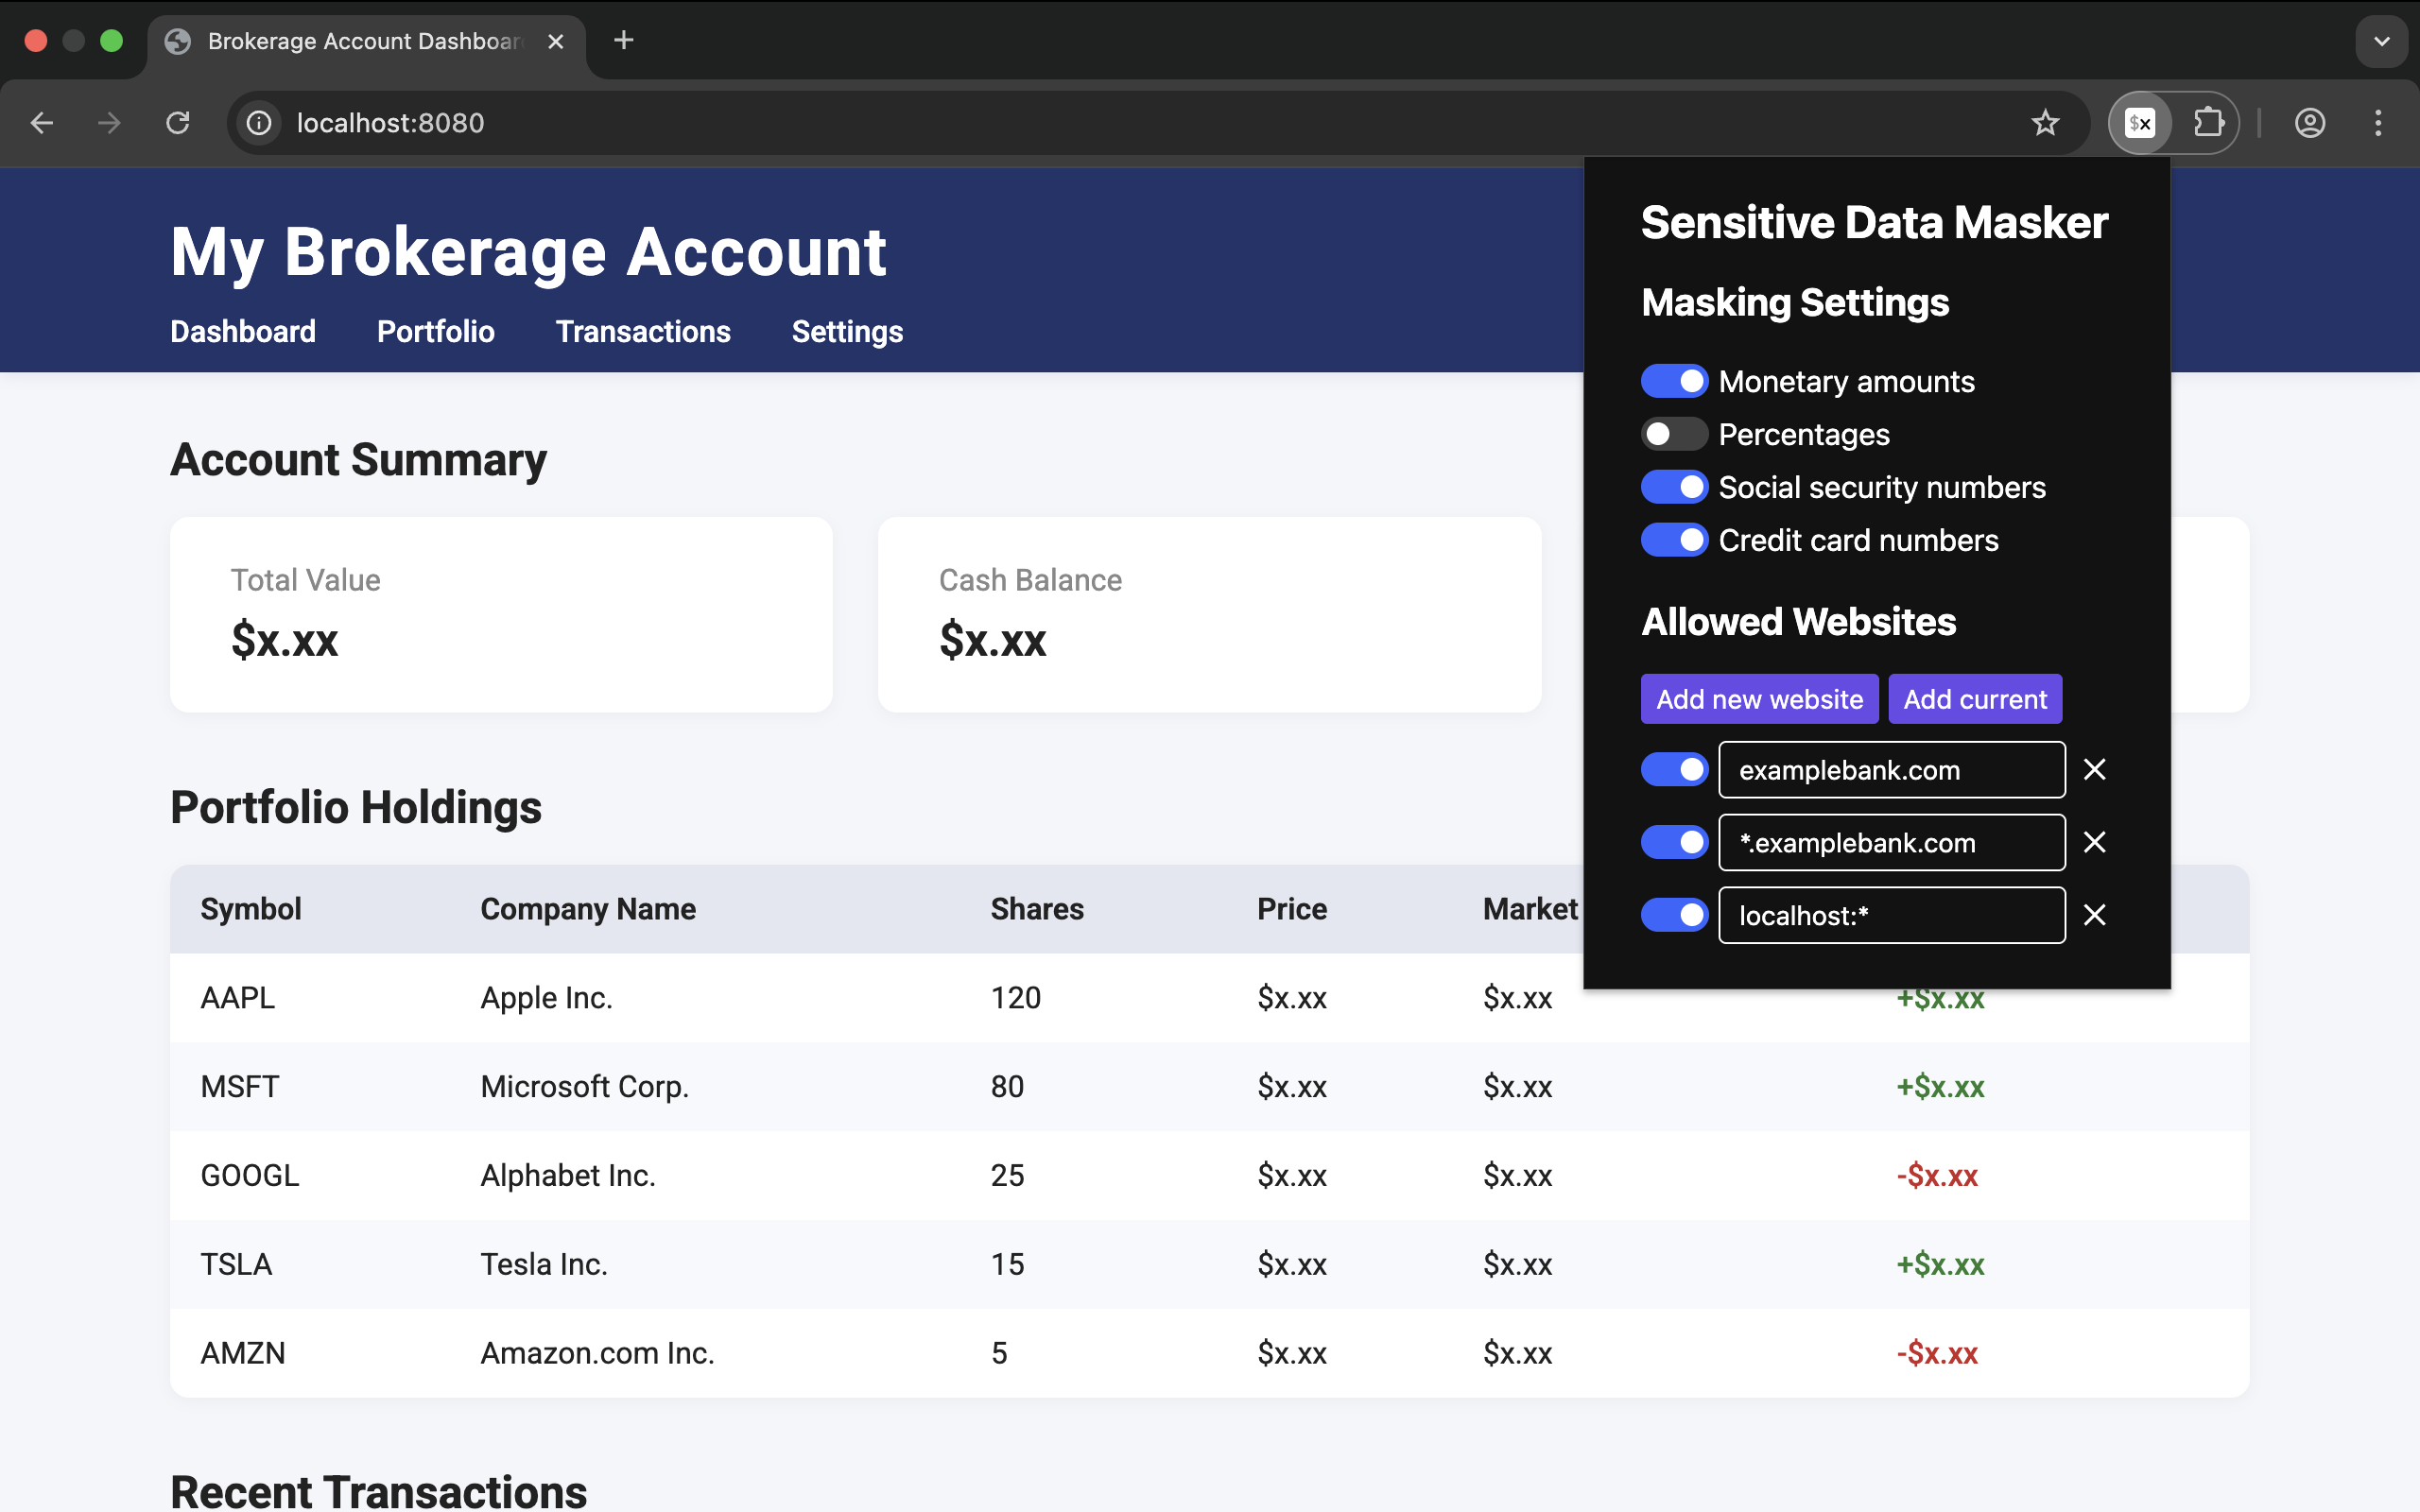 Brokerage Account Dashboar
localhost:8080
$x
My Brokerage Account
Dashboard Portfolio Transactions Settings
Account Summary
Total Value
$x.xx
Cash Balance
$x.xx
Portfolio Holdings
Symbol Company Name Shares Price Market
AAPL Apple Inc. 120 $x.xx $x.xx +$x.xx
MSFT Microsoft Corp. 80 $x.xx $x.xx +$x.xx
GOOGL Alphabet Inc. 25 $x.xx $x.xx -$x.xx
TSLA Tesla Inc. 15 $x.xx $x.xx +$x.xx
AMZN Amazon.com Inc. 5 $x.xx $x.xx -$x.xx
Recent Transactions
Sensitive Data Masker
Masking Settings
Monetary amounts
Percentages
Social security numbers
Credit card numbers
Allowed Websites
Add new website Add current
examplebank.com
*.examplebank.com
localhost:*